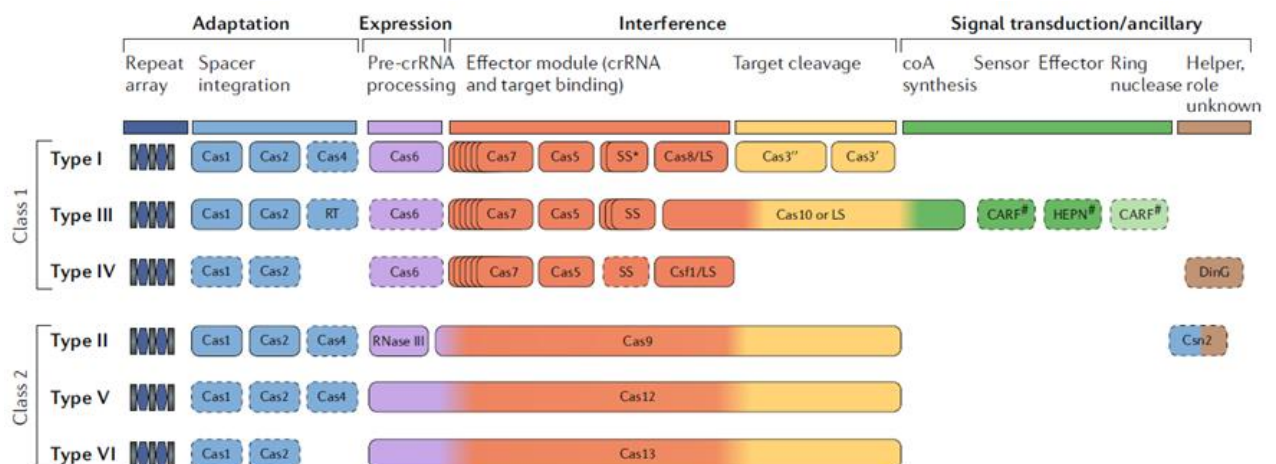 Adaptation Expression Interference Signal transduction/ancillary
Repeat array Spacer integration Pre-crRNA processing Effector module (crRNA and target binding) Target cleavage coA synthesis Sensor Effector Ring nuclease Helper, role unknown
Class 1
Type I Cas1 Cas2 Cas4 Cas6 Cas7 Cas5 SS* Cas8/LS Cas3′′ Cas3′
Type III Cas1 Cas2 RT Cas6 Cas7 Cas5 SS Cas10 or LS CARF# HEPN# CARF#
Type IV Cas1 Cas2 Cas6 Cas7 Cas5 SS Csf1/LS DinG
Class 2
Type II Cas1 Cas2 Cas4 RNase III Cas9 Csn2
Type V Cas1 Cas2 Cas4 Cas12
Type VI Cas1 Cas2 Cas13